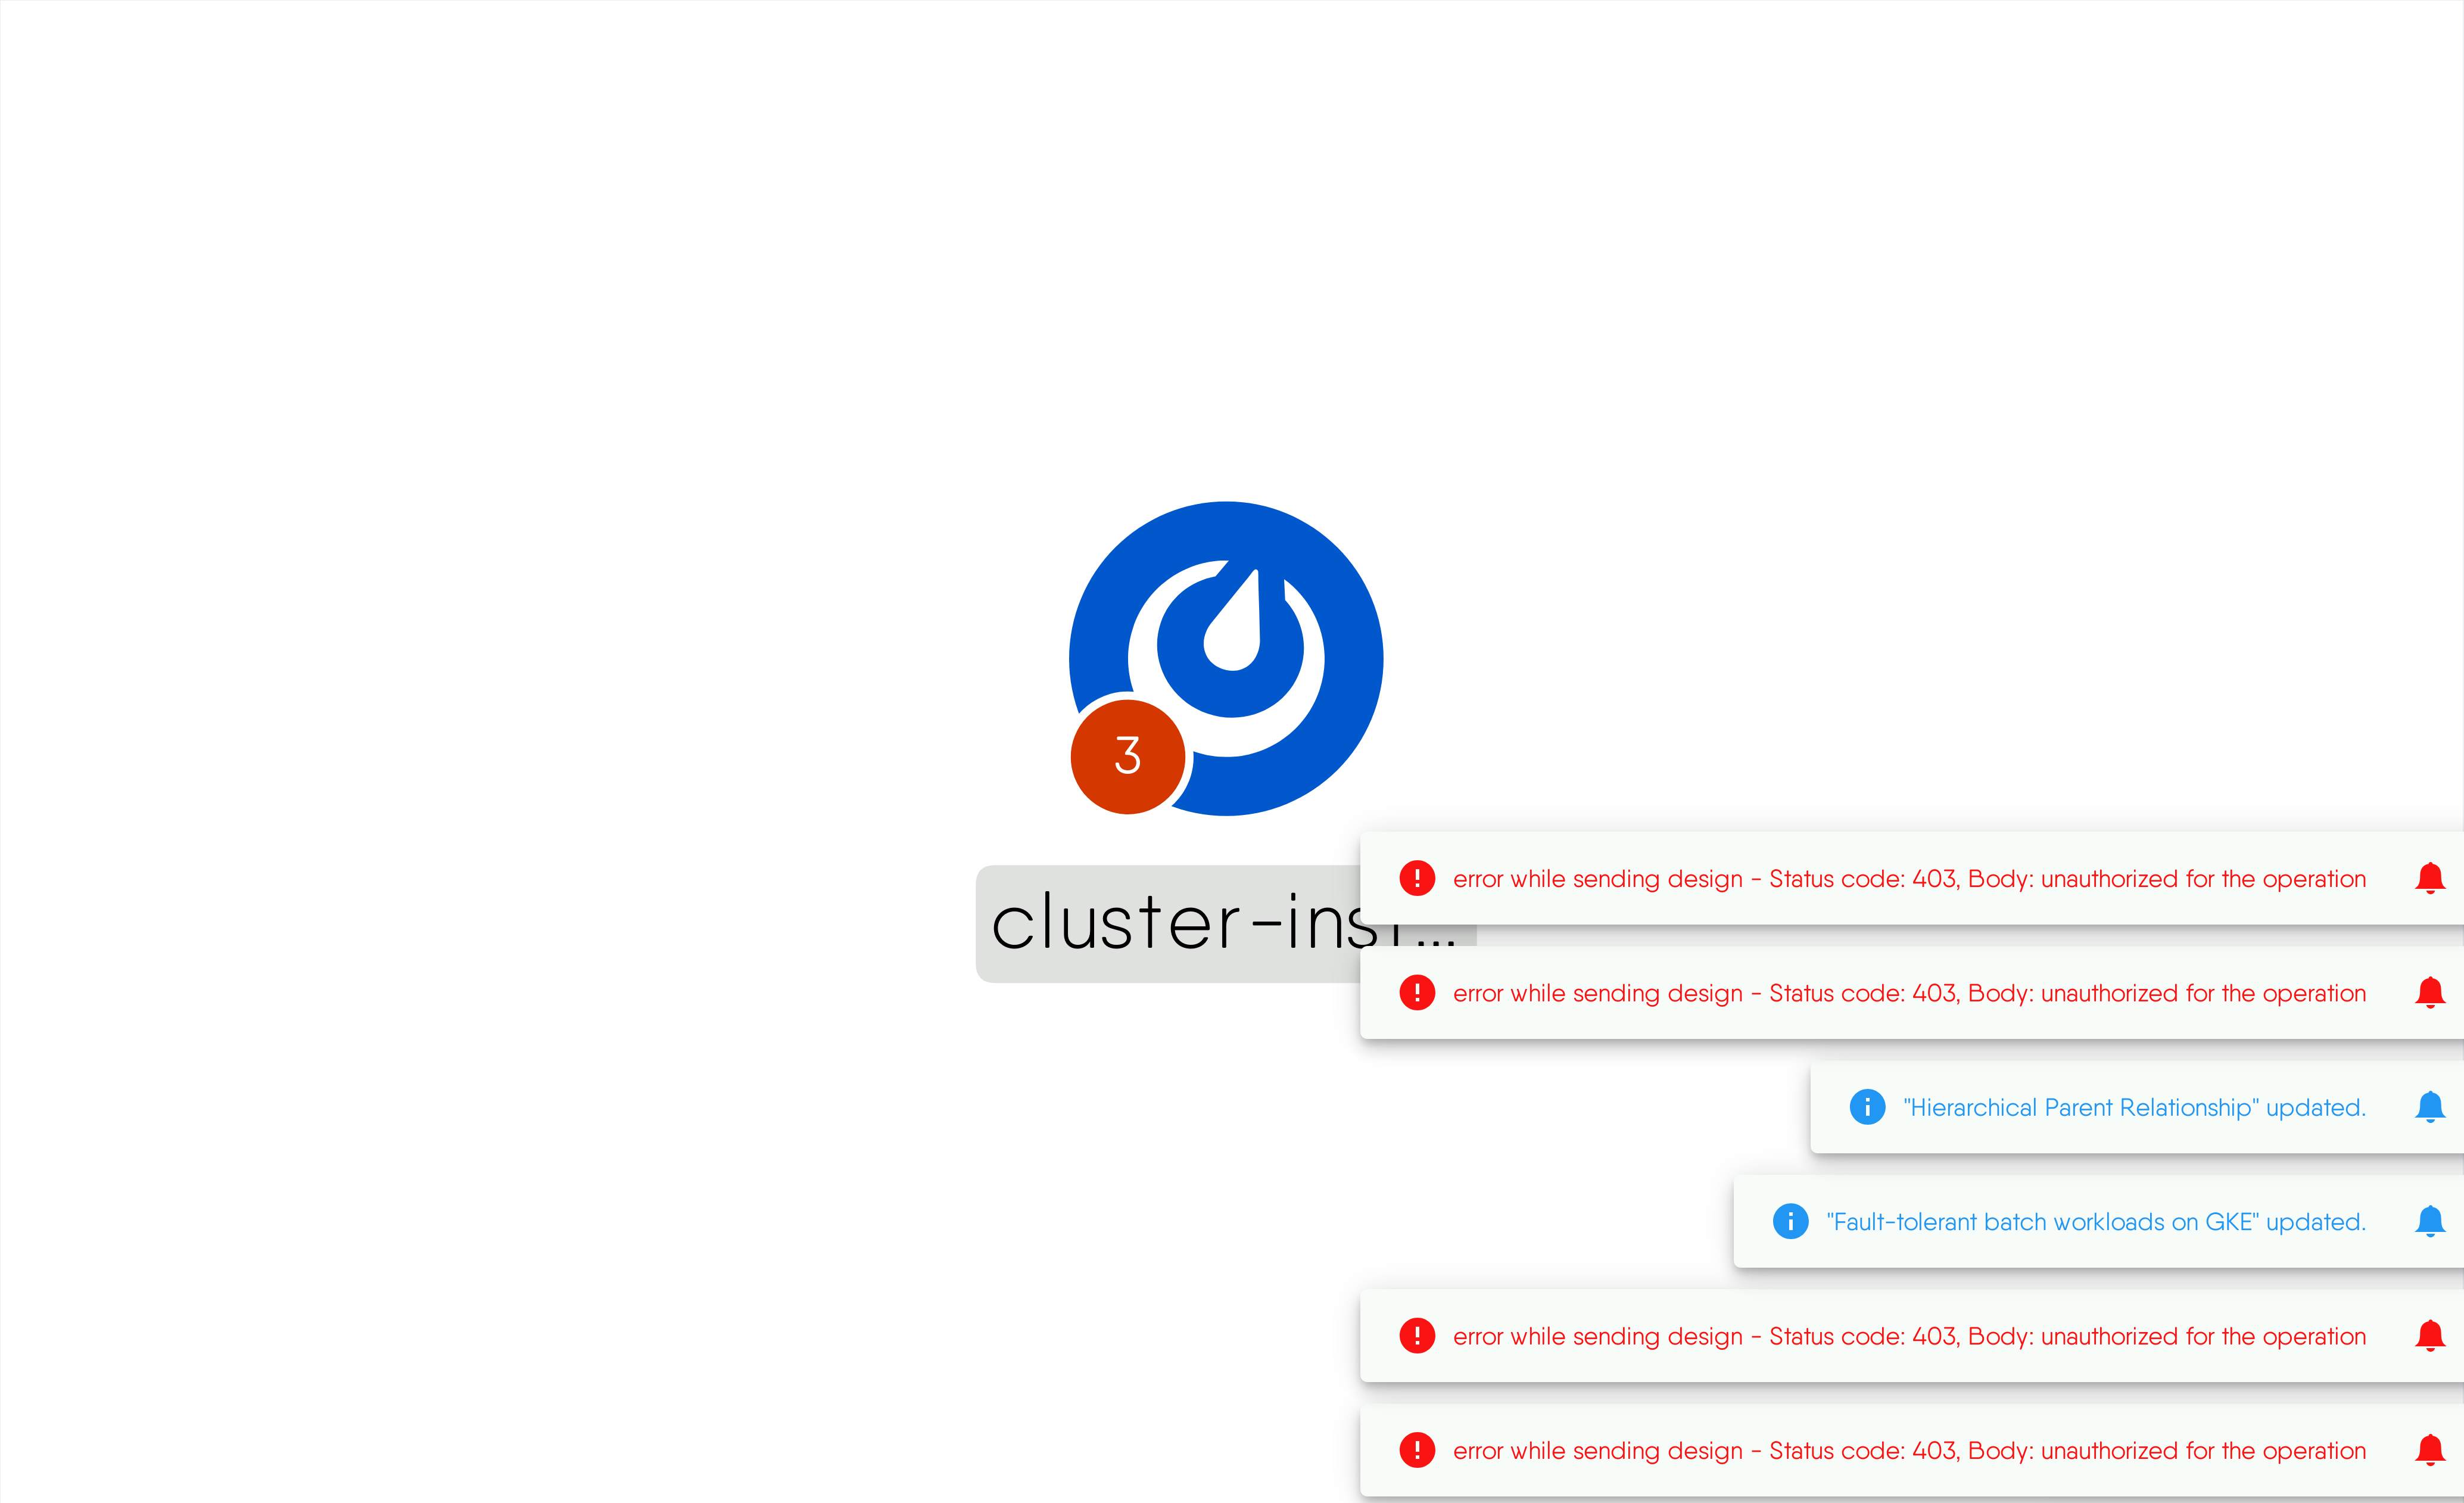 3
cluster-inst...
error while sending design - Status code: 403, Body: unauthorized for the operation
error while sending design - Status code: 403, Body: unauthorized for the operation
"Hierarchical Parent Relationship" updated.
"Fault-tolerant batch workloads on GKE" updated.
error while sending design - Status code: 403, Body: unauthorized for the operation
error while sending design - Status code: 403, Body: unauthorized for the operation